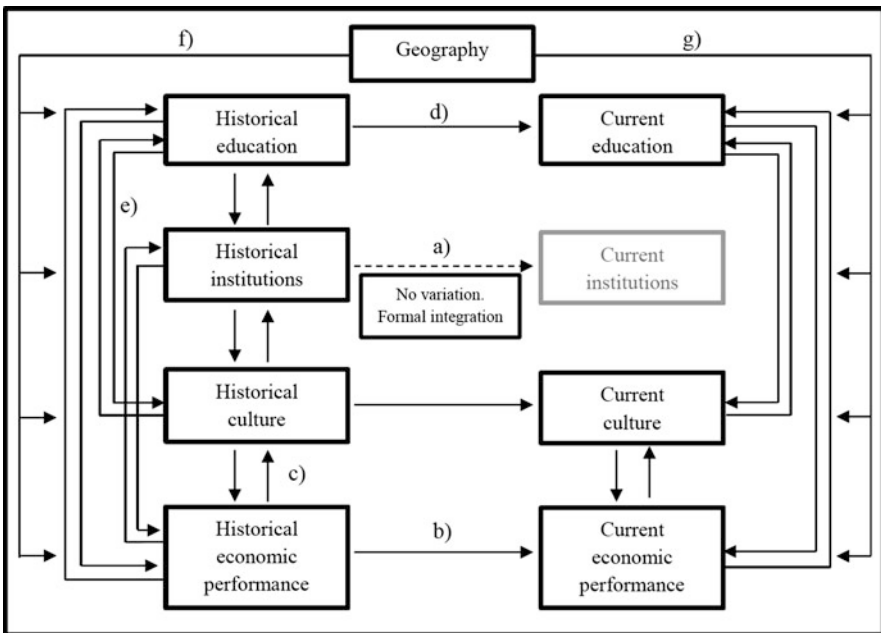 f)
Geography
g)
Historical
education
d)
Current
education
e)
Historical
institutions
a)
No variation.
Formal integration
Current
institutions
Historical
culture
Current
culture
c)
Historical
economic
performance
b)
Current
economic
performance